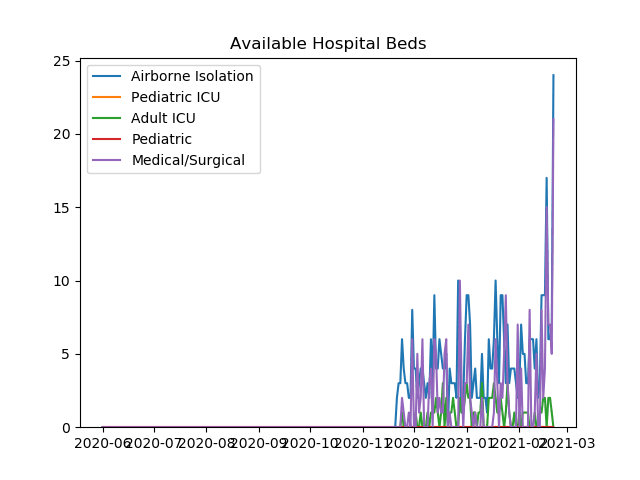 Available Hospital Beds
25
20
15
10
5
0
Airborne Isolation
Pediatric ICU
Adult ICU
Pediatric
Medical/Surgical
2020-06 2020-07 2020-08 2020-09 2020-10 2020-11 2020-12 2021-01 2021-02 2021-03